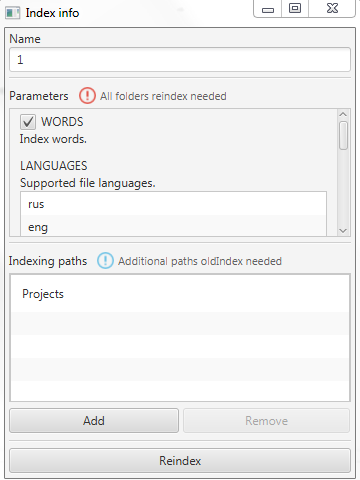 Index info
Name
1
Parameters All folders reindex needed
WORDS
Index words.
LANGUAGES
Supported file languages.
rus
eng
Indexing paths Additional paths oldIndex needed
Projects
Add Remove
Reindex